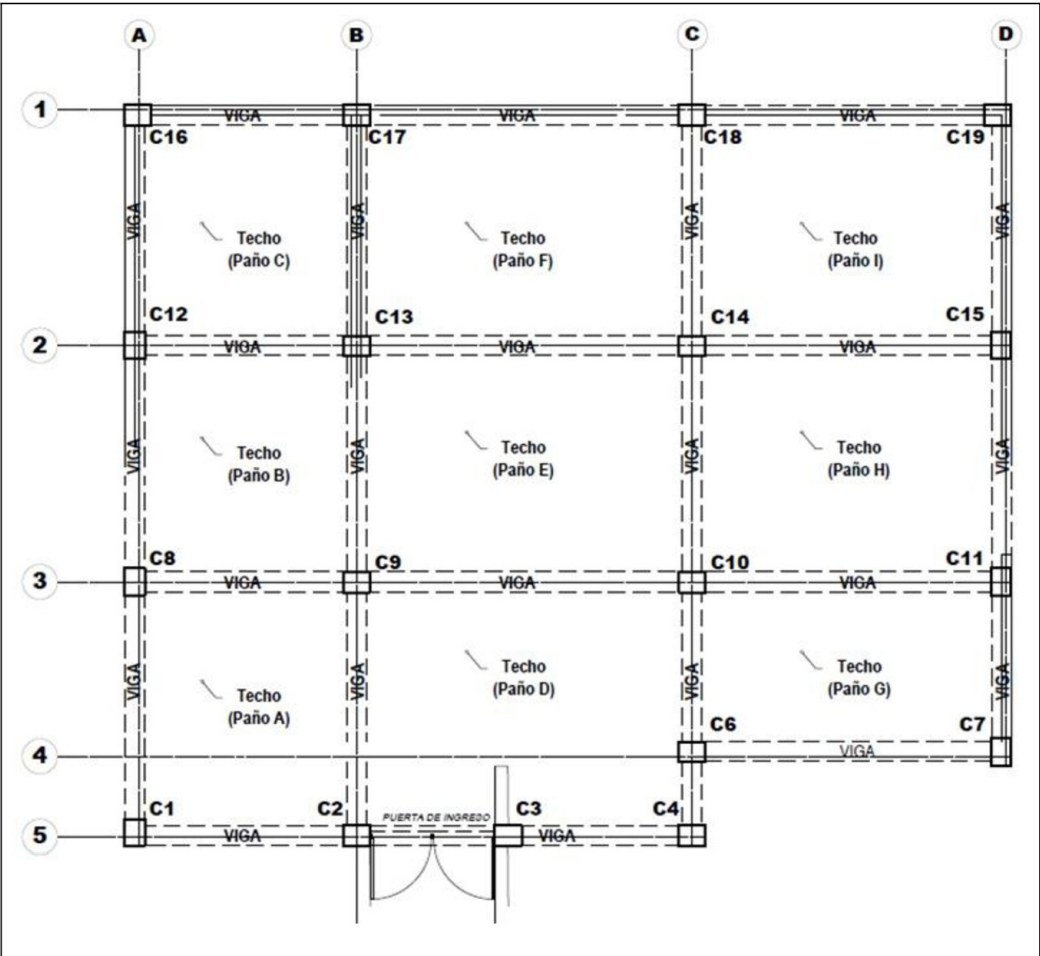 A B C D
1 VIGA VIGA VIGA
C16 C17 C18 C19
VIGA VIGA VIGA VIGA
Techo Techo Techo
(Paño C) (Paño F) (Paño I)
C12 C13 C14 C15
2 VIGA VIGA VIGA
VIGA VIGA VIGA VIGA
Techo Techo Techo
(Paño B) (Paño E) (Paño H)
C8 C9 C10 C11
3 VIGA VIGA VIGA
VIGA VIGA VIGA VIGA
Techo Techo Techo
(Paño A) (Paño D) (Paño G)
C6 C7
4 VIGA
C1 C2 PUERTA DE INGRESO C3 C4
5 VIGA VIGA